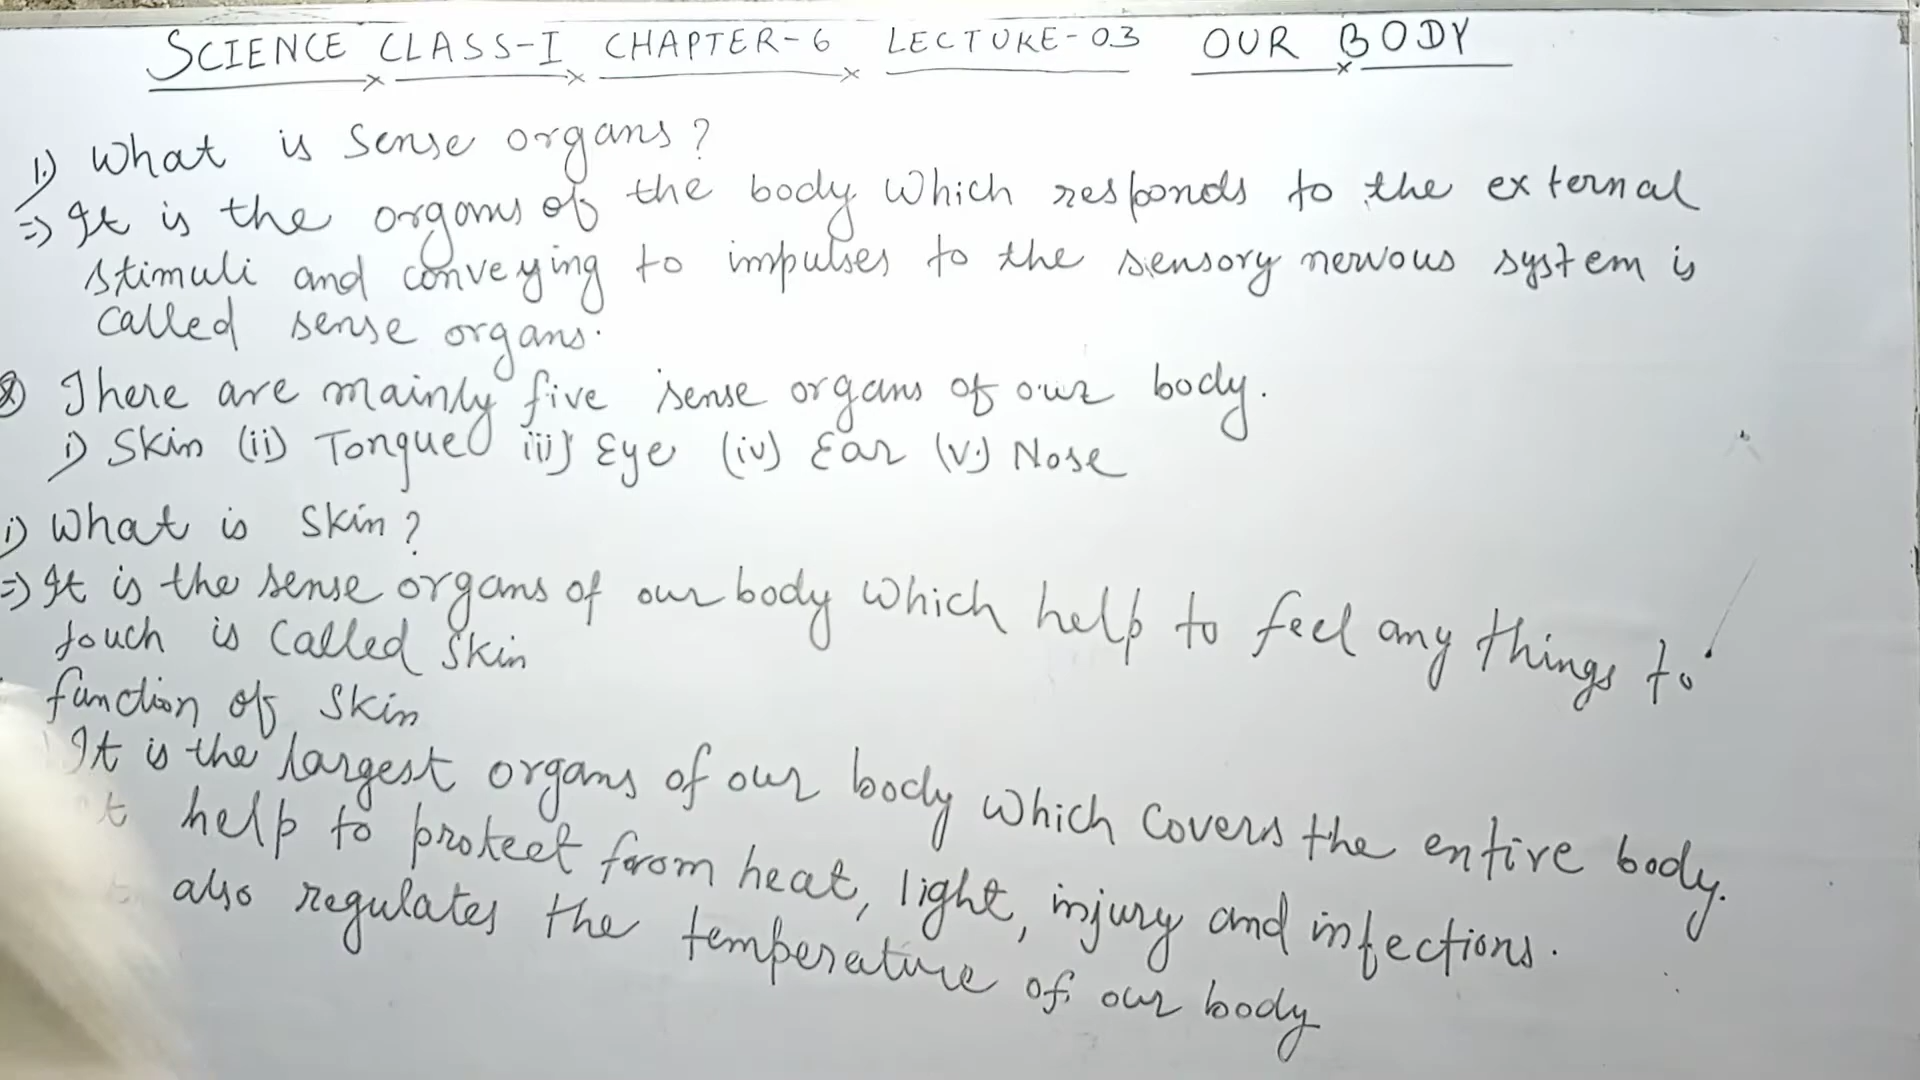 SCIENCE CLASS-I CHAPTER-6 LECTURE-03 OUR BODY
1.) What is sense organs?
=> It is the organs of the body which responds to the external
stimuli and conveying to impulses to the sensory nervous system is
called sense organs.
There are mainly five sense organs of our body.
i) Skin (ii) Tongue iii) Eye (iv) Ear (v.) Nose
i) What is skin?
=> It is the sense organs of our body which help to feel any things to
touch is called skin
function of skin
It is the largest organs of our body which covers the entire body.
help to protect from heat, light, injury and infections.
also regulates the temperature of our body